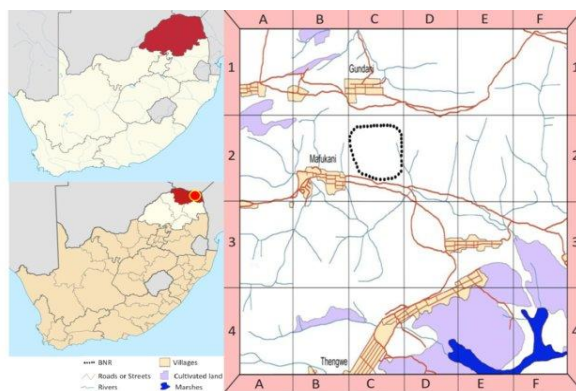 A B C D E F
1 1
Gundani
2 2
Mafukani
3 3
4 4
Thengwe
A B C D E F
BNR Villages
Roads or Streets Cultivated land
Rivers Marshes